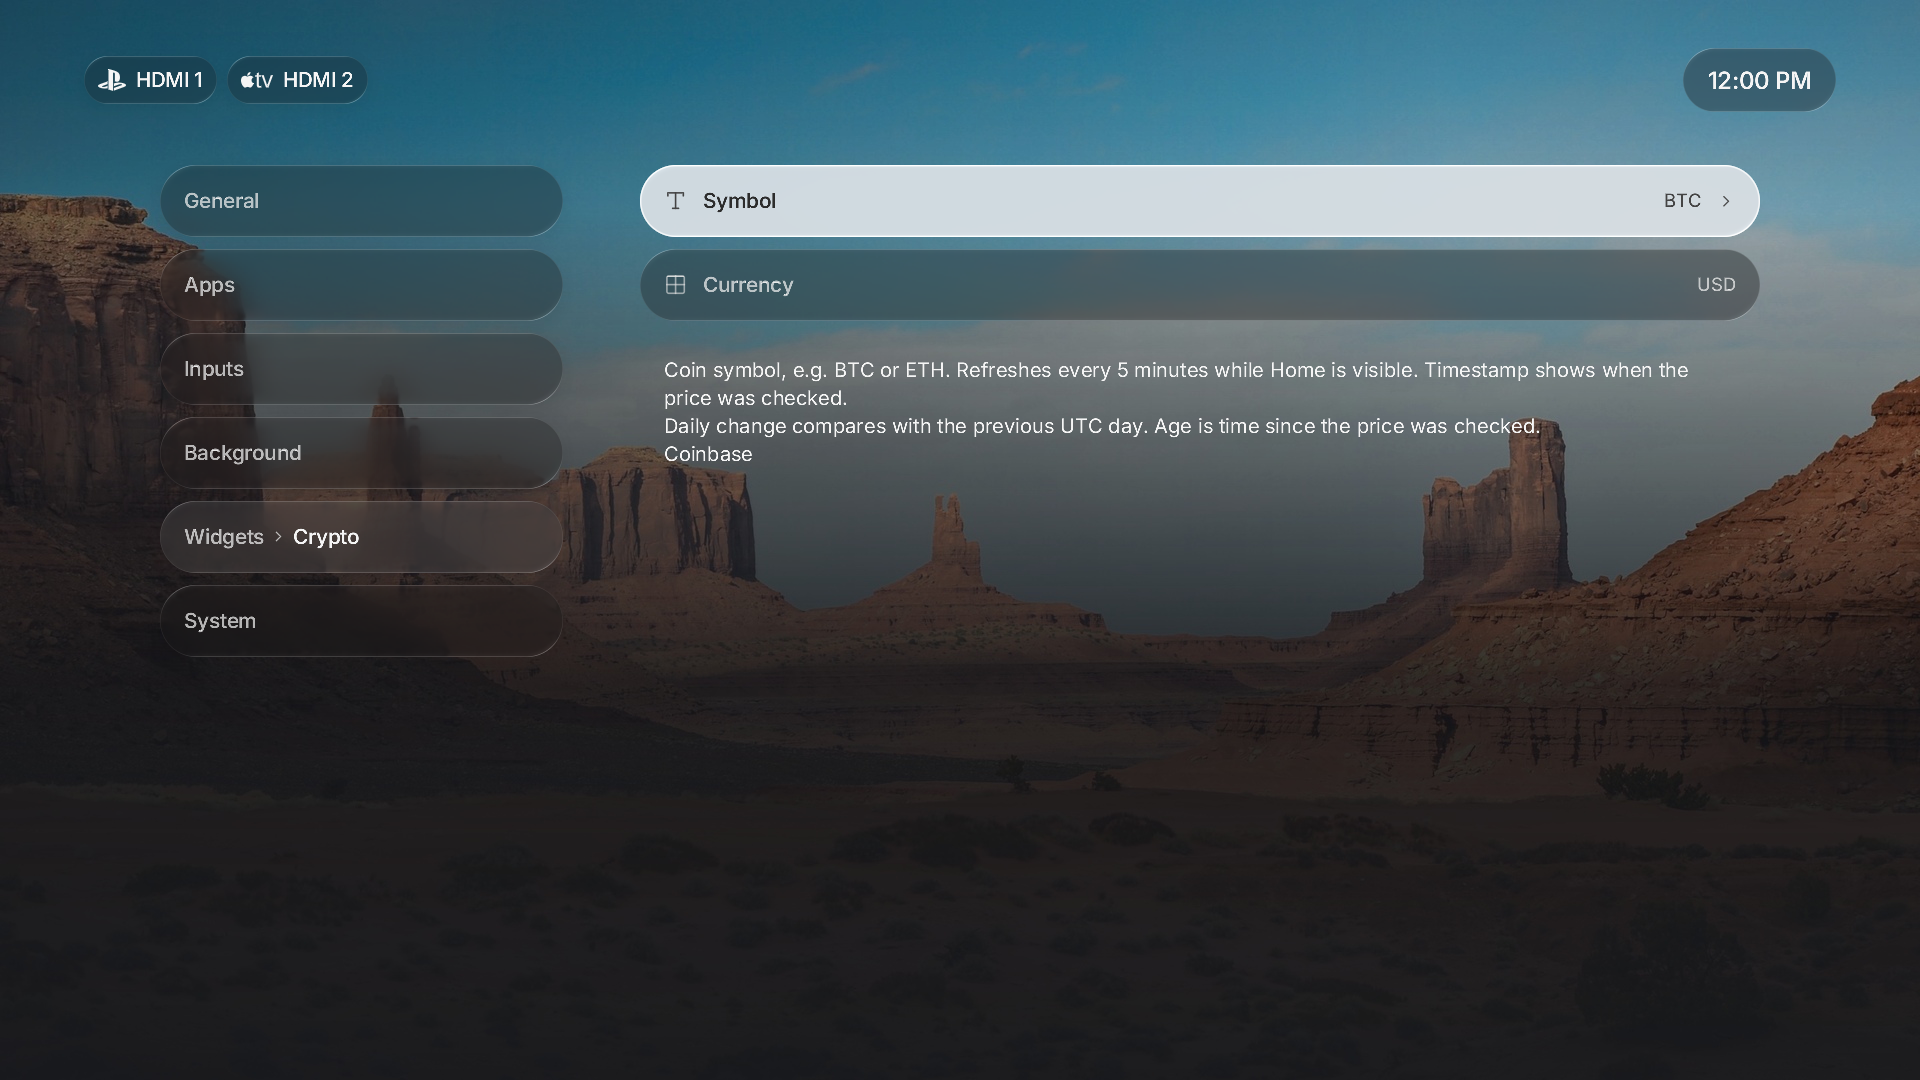 HDMI 1
tv HDMI 2
12:00 PM
General
Apps
Inputs
Background
Widgets > Crypto
System
Symbol
BTC >
Currency
USD
Coin symbol, e.g. BTC or ETH. Refreshes every 5 minutes while Home is visible. Timestamp shows when the
price was checked.
Daily change compares with the previous UTC day. Age is time since the price was checked.
Coinbase